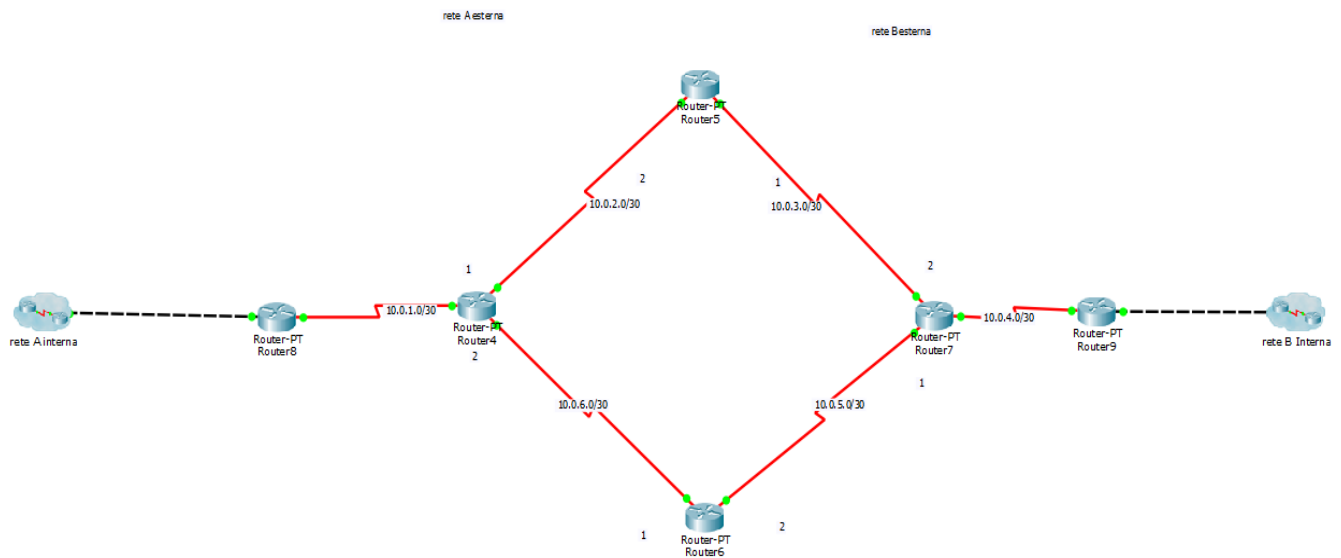 rete Aesterna
rete Besterna
Router-PT
Router5
2
1
10.0.2.0/30
10.0.3.0/30
1
2
10.0.1.0/30
10.0.4.0/30
rete A interna
Router-PT
Router8
Router-PT
Router4
Router-PT
Router7
Router-PT
Router9
rete B Interna
2
1
10.0.6.0/30
10.0.5.0/30
1
2
Router-PT
Router6